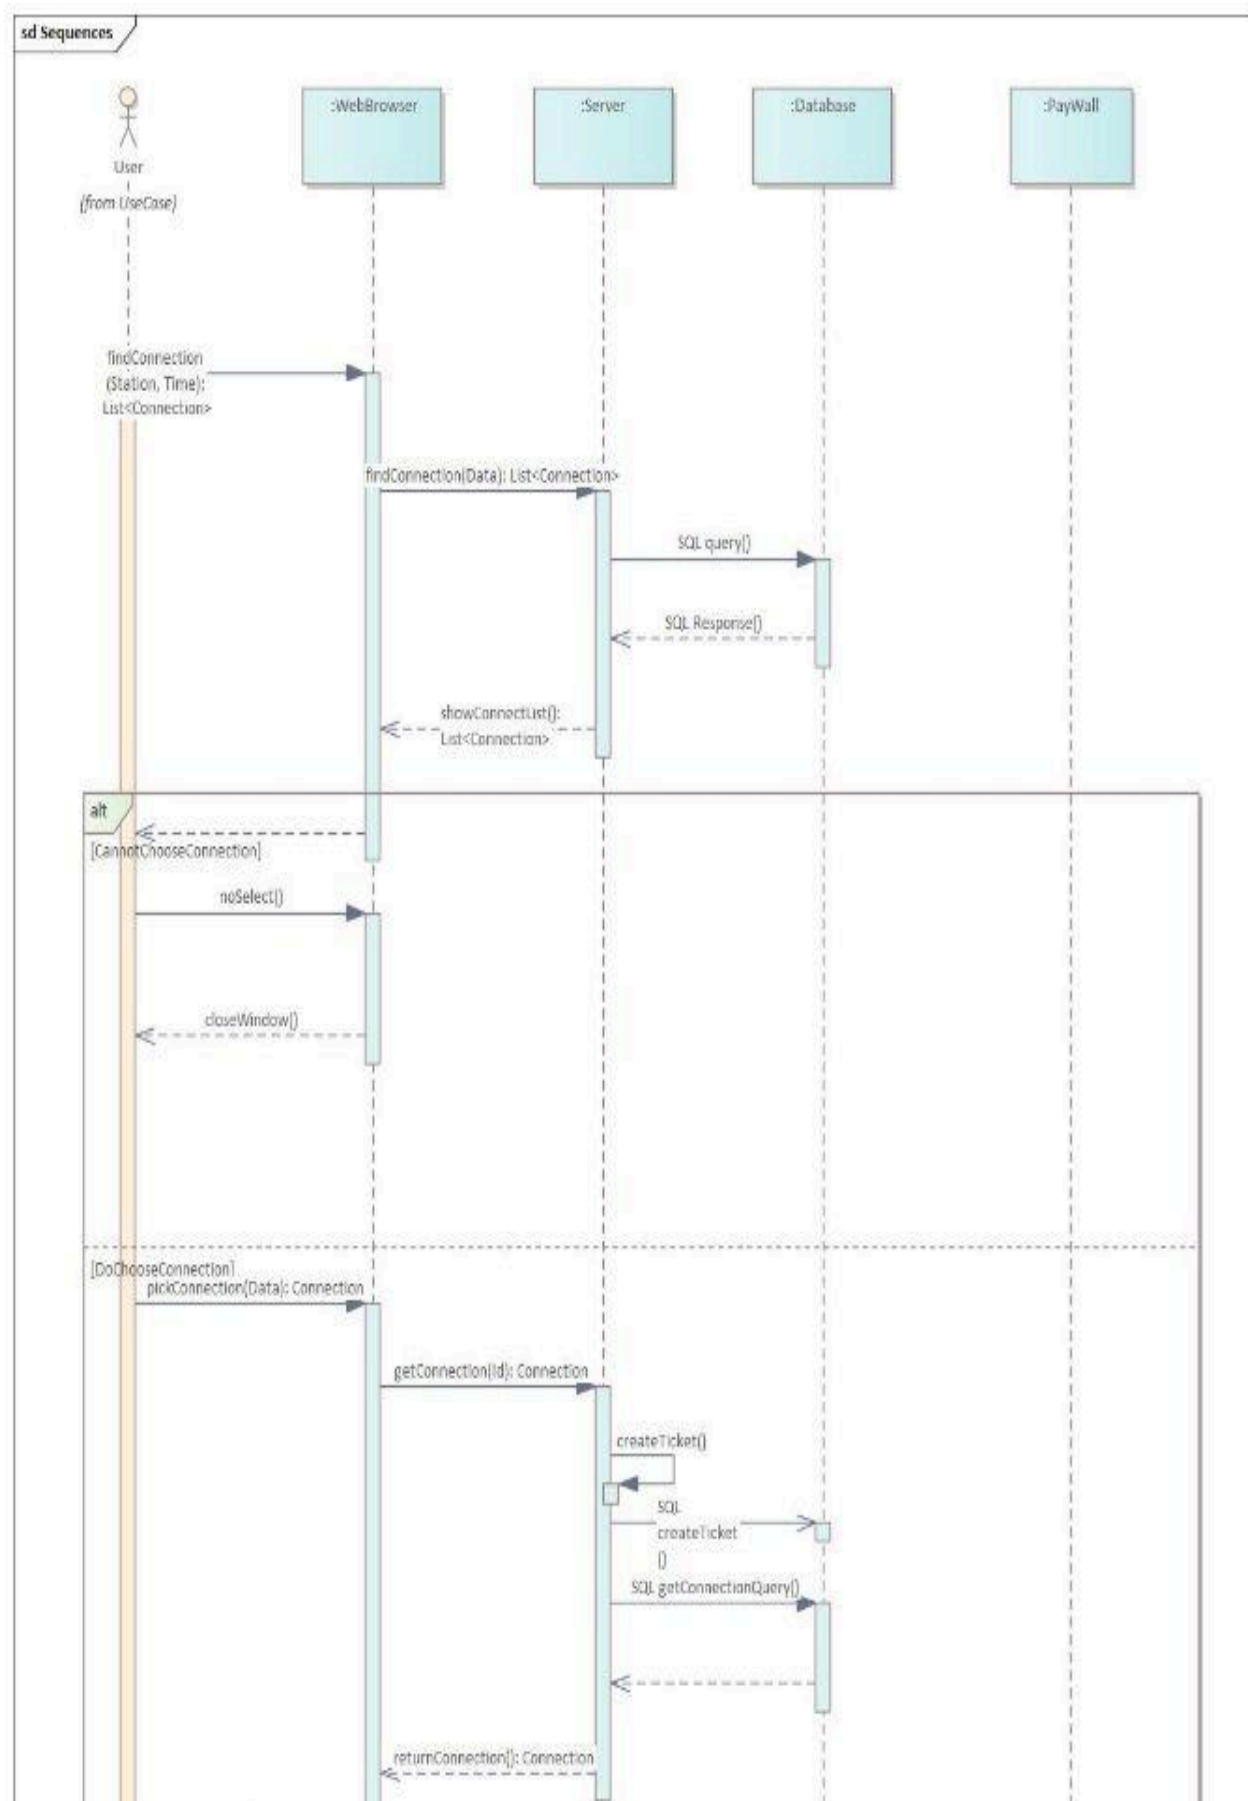 sd Sequences
:WebBrowser
:Server
:Database
:PayWall
User
(from UseCase)
findConnection
(Station, Time):
List<Connection>
findConnection(Data): List<Connection>
SQL query()
SQL Response()
showConnectList():
List<Connection>
alt
[CannotChooseConnection]
noSelect()
closeWindow()
[DoChooseConnection]
pickConnection(Data): Connection
getConnection(Id): Connection
createTicket()
SQL
createTicket
()
SQL getConnectionQuery()
returnConnection(): Connection